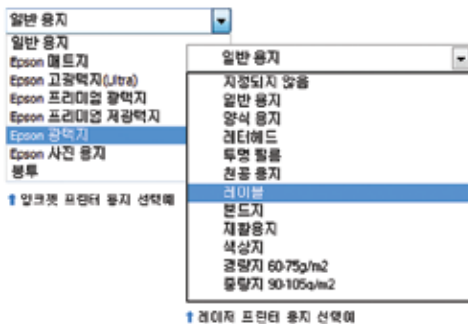 일반 용지
일반 용지
Epson 매트지
Epson 고광택지(Ultra)
Epson 프리미엄 광택지
Epson 프리미엄 저광택지
Epson 광택지
Epson 사진 용지
봉투
⬆ 잉크젯 프린터 용지 선택예
일반 용지
지정되지 않음
일반 용지
양식 용지
레터헤드
투명 필름
천공 용지
레이블
본드지
재활용지
색상지
경량지 60-75g/m2
중량지 90-105g/m2
⬆ 레이저 프린터 용지 선택예